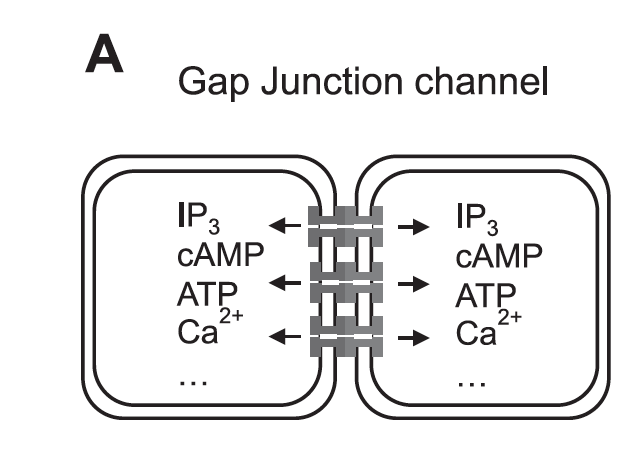 A
Gap Junction channel
IP₃
cAMP
ATP
Ca²⁺
...
IP₃
cAMP
ATP
Ca²⁺
...